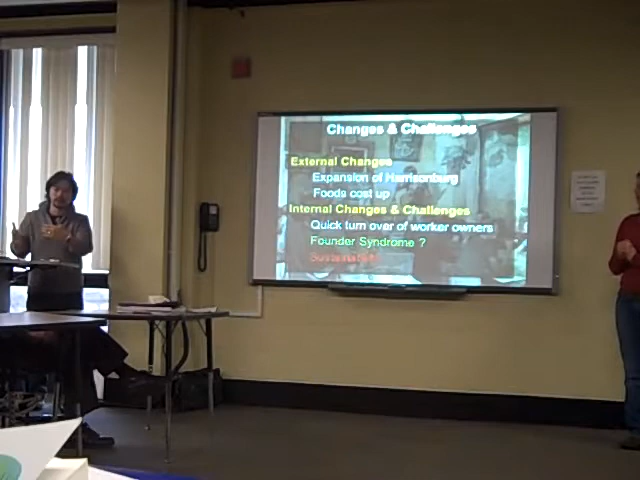 Changes & Challenges
External Changes
Expansion of Harrisonburg
Foods cost up
Internal Changes & Challenges
Quick turn over of worker owners
Founder Syndrome ?